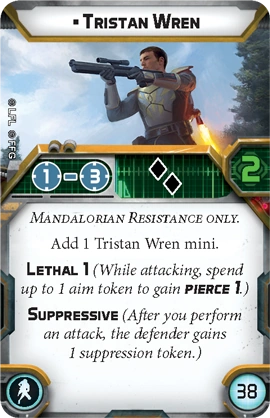 • Tristan Wren
© LFL © FFG
1 – 3
2
Mandalorian Resistance only.
Add 1 Tristan Wren mini.
Lethal 1 (While attacking, spend
up to 1 aim token to gain pierce 1.)
Suppressive (After you perform
an attack, the defender gains
1 suppression token.)
38